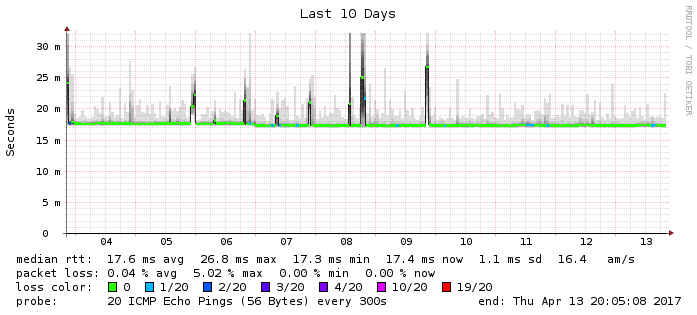 Last 10 Days
RRDTOOL / TOBI OETIKER
Seconds
30 m
25 m
20 m
15 m
10 m
5 m
0
04 05 06 07 08 09 10 11 12 13
median rtt: 17.6 ms avg 26.8 ms max 17.3 ms min 17.4 ms now 1.1 ms sd 16.4 am/s
packet loss: 0.04 % avg 5.02 % max 0.00 % min 0.00 % now
loss color: 0 1/20 2/20 3/20 4/20 10/20 19/20
probe: 20 ICMP Echo Pings (56 Bytes) every 300s end: Thu Apr 13 20:05:08 2017